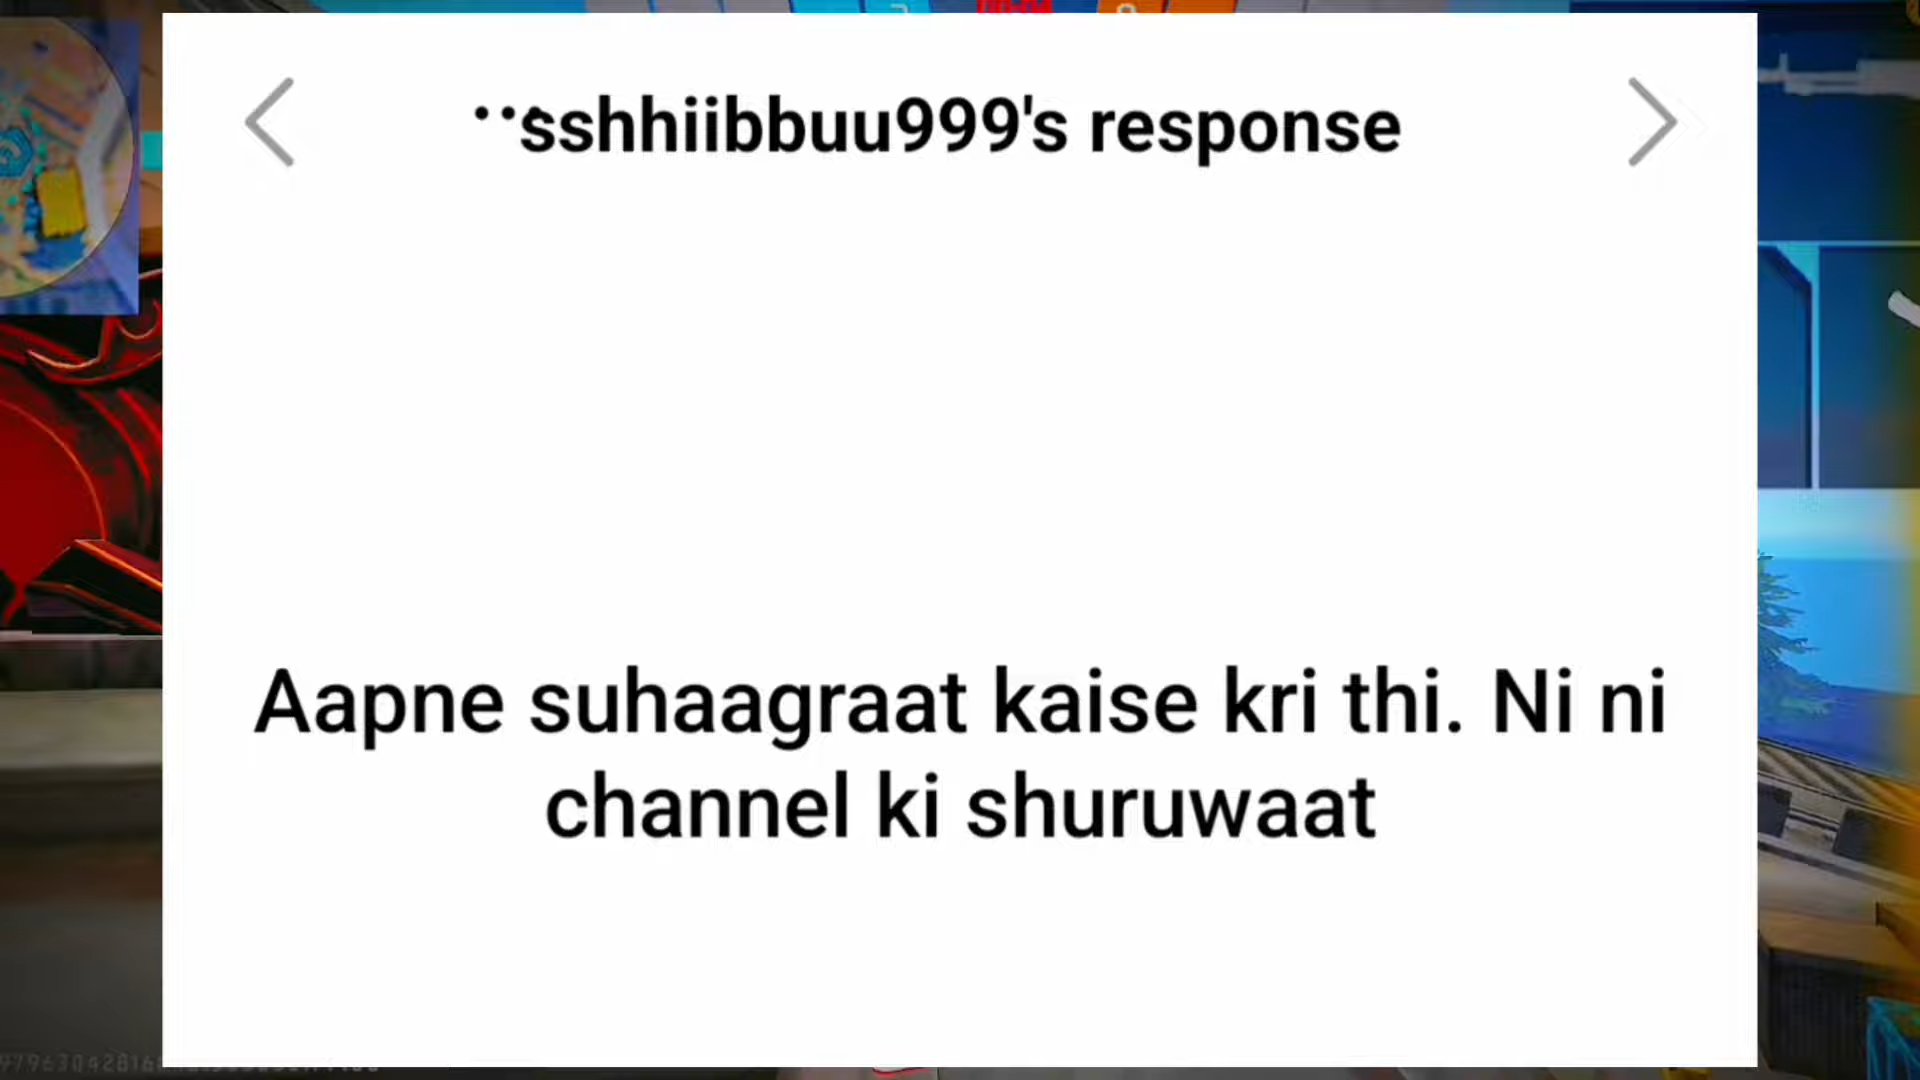 ..sshhiibbuu999's response
Aapne suhaagraat kaise kri thi. Ni ni
channel ki shuruwaat